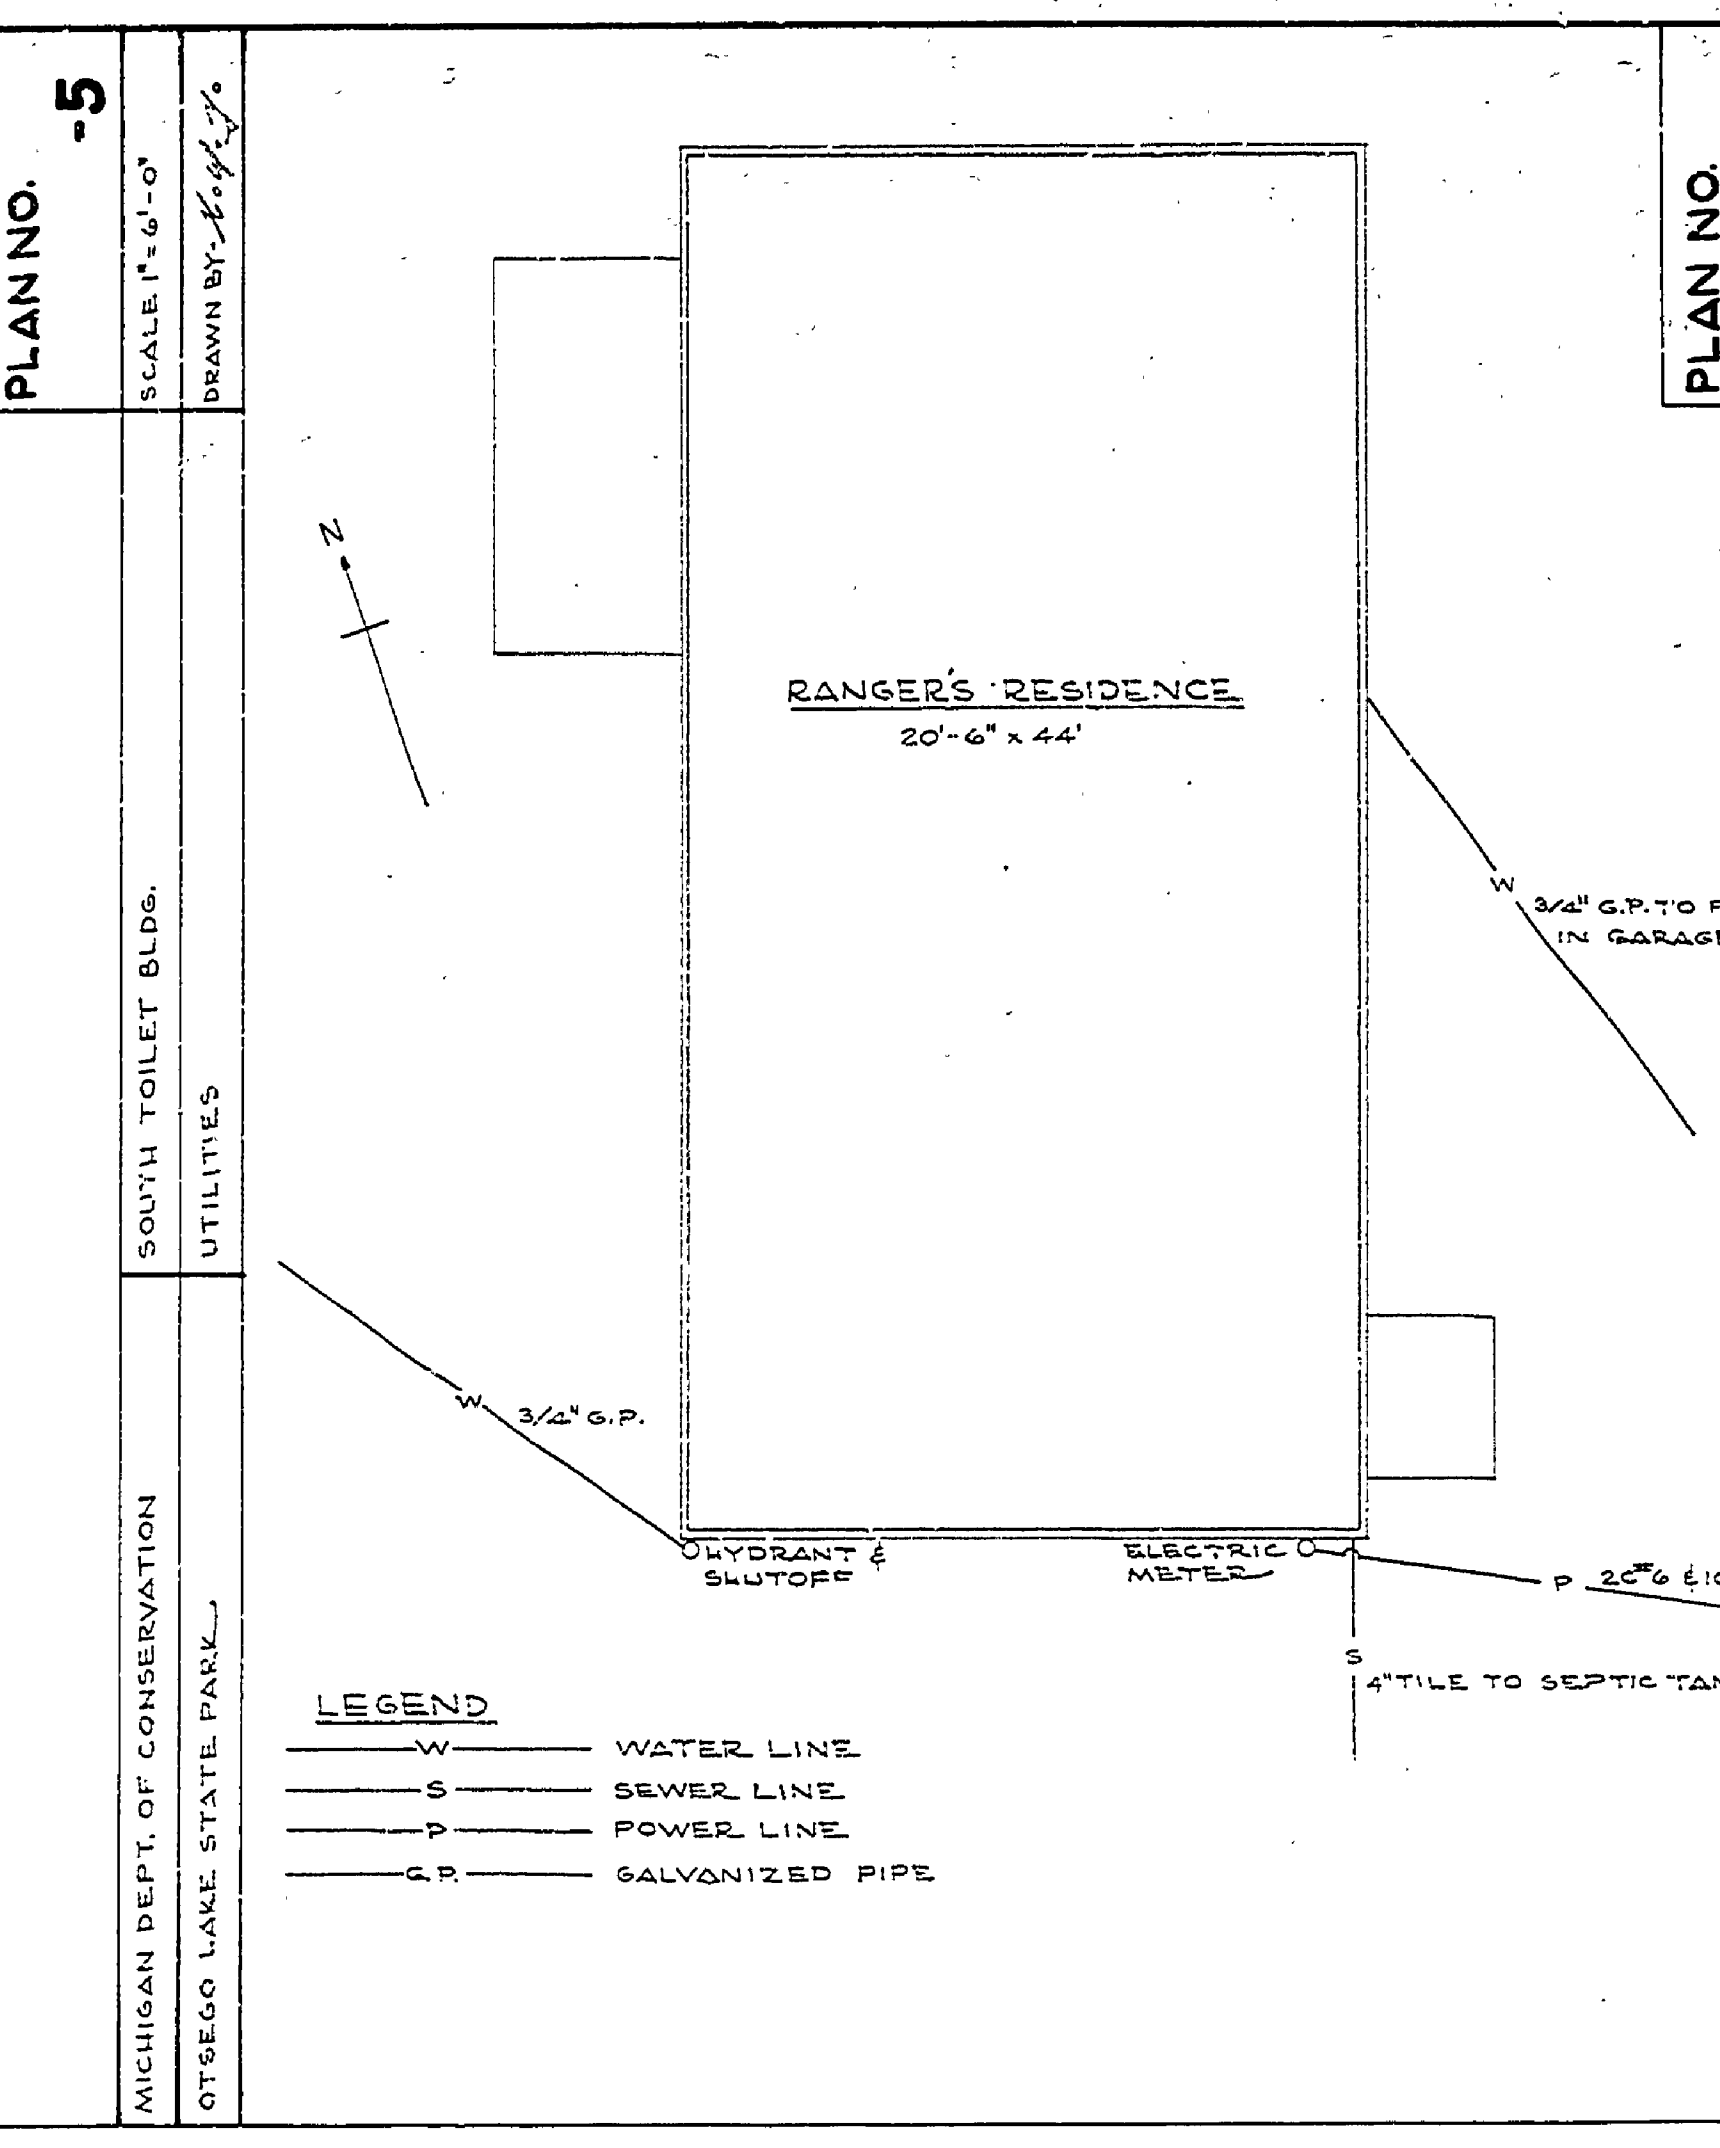 PLAN NO.
-5
SCALE 1"=6'-0"
DRAWN BY-
SOUTH TOILET BLDG.
UTILITIES
MICHIGAN DEPT. OF CONSERVATION
OTSEGO LAKE STATE PARK
N
RANGER'S RESIDENCE
20'-6" x 44'
W
3/4" G.P. TO
IN GARAGE
W
3/4" G.P.
HYDRANT &
SHUTOFF
ELECTRIC
METER
P
2C#6 &
S
4" TILE TO SEPTIC
LEGEND
W WATER LINE
S SEWER LINE
P POWER LINE
G.P. GALVANIZED PIPE
PLAN NO.